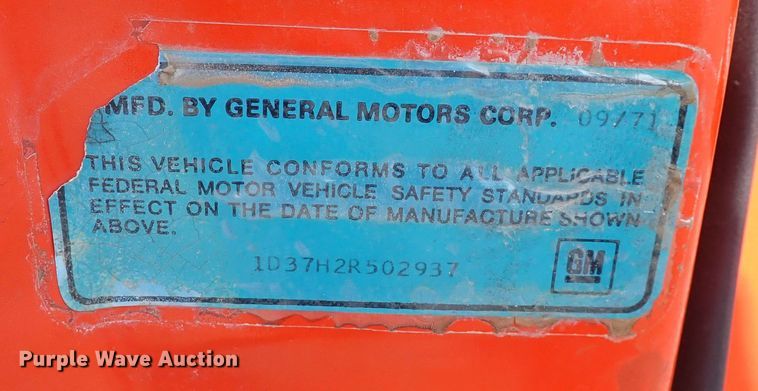 MFD. BY GENERAL MOTORS CORP. 09/71
THIS VEHICLE CONFORMS TO ALL APPLICABLE
FEDERAL MOTOR VEHICLE SAFETY STANDARDS IN
EFFECT ON THE DATE OF MANUFACTURE SHOWN
ABOVE.
1D37H2R502937
GM
Purple Wave Auction